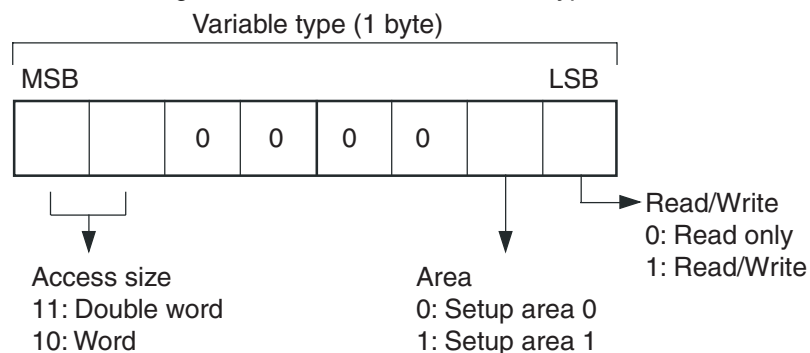 Variable type (1 byte)
MSB LSB
0 0 0 0
Read/Write
0: Read only
1: Read/Write
Access size
11: Double word
10: Word
Area
0: Setup area 0
1: Setup area 1